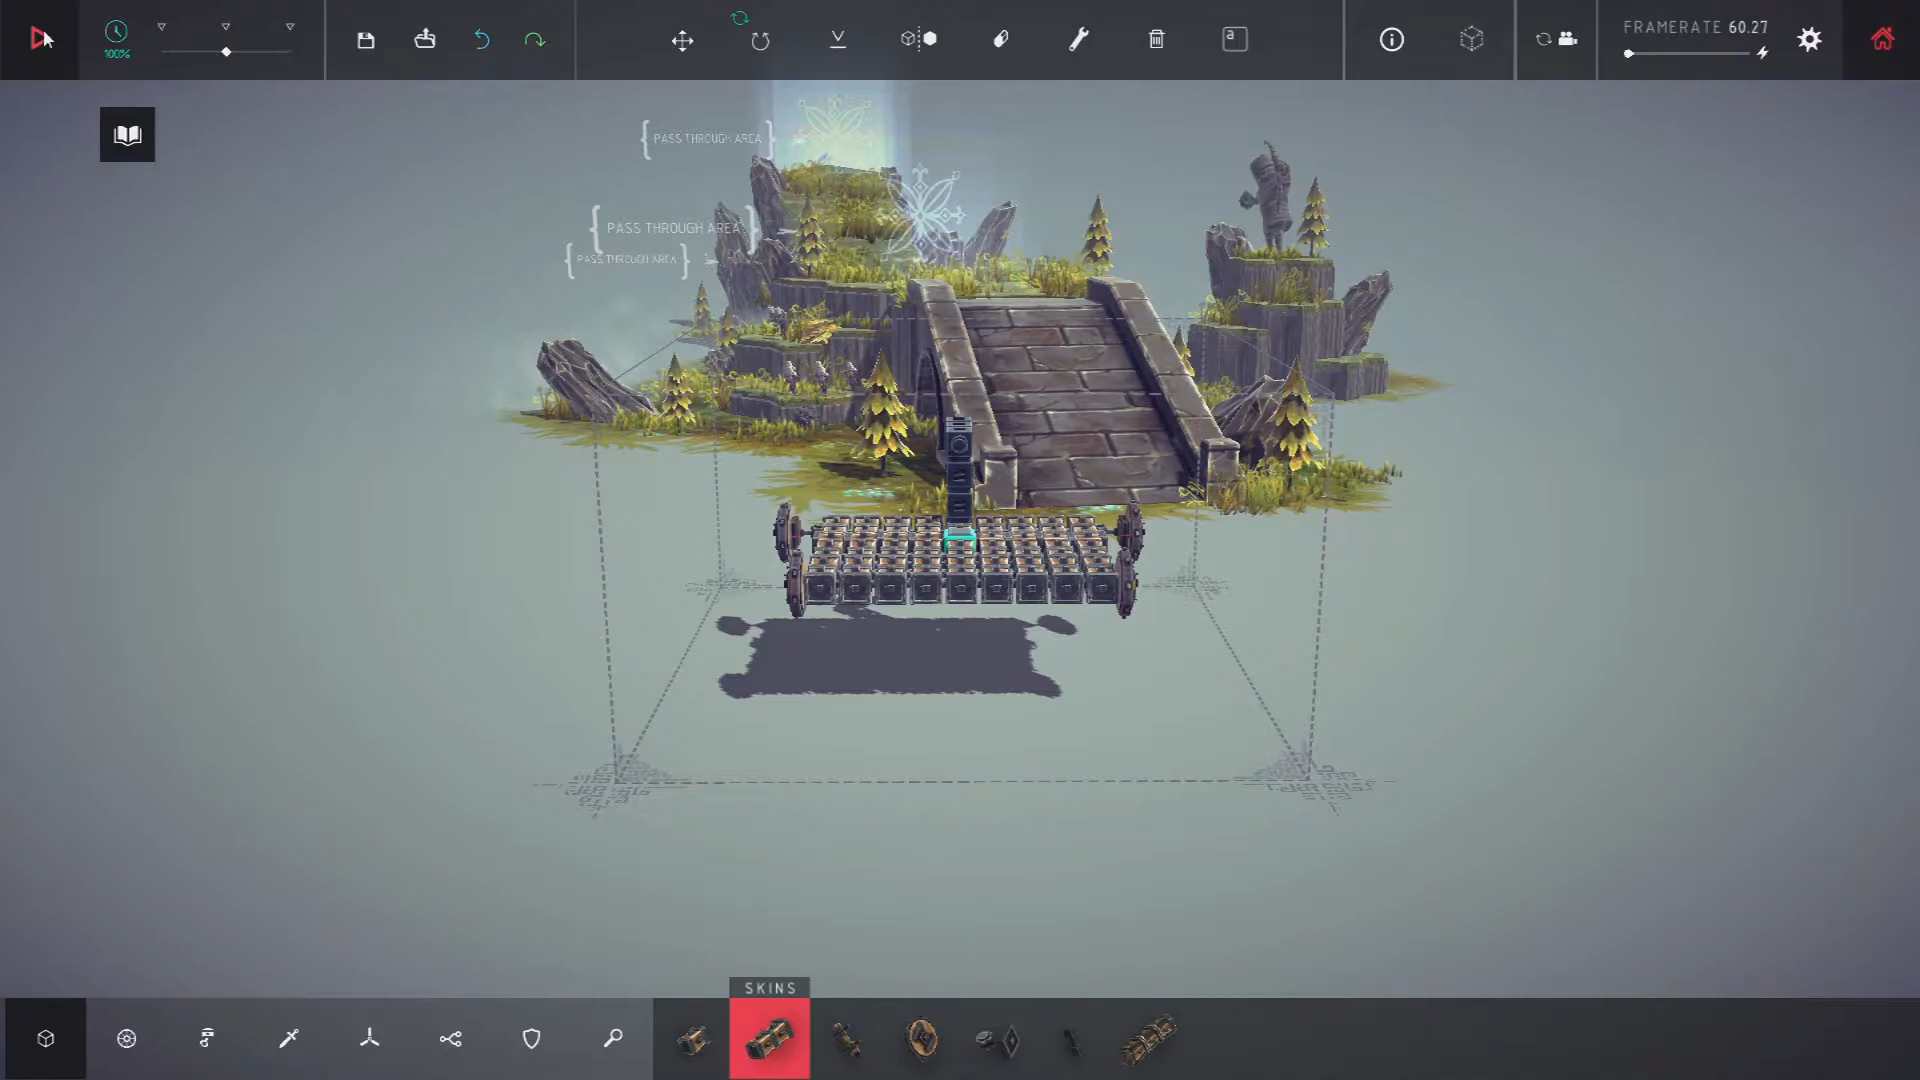 100%
a
FRAMERATE 60.27
PASS THROUGH AREA
PASS THROUGH AREA
PASS THROUGH AREA
SKINS